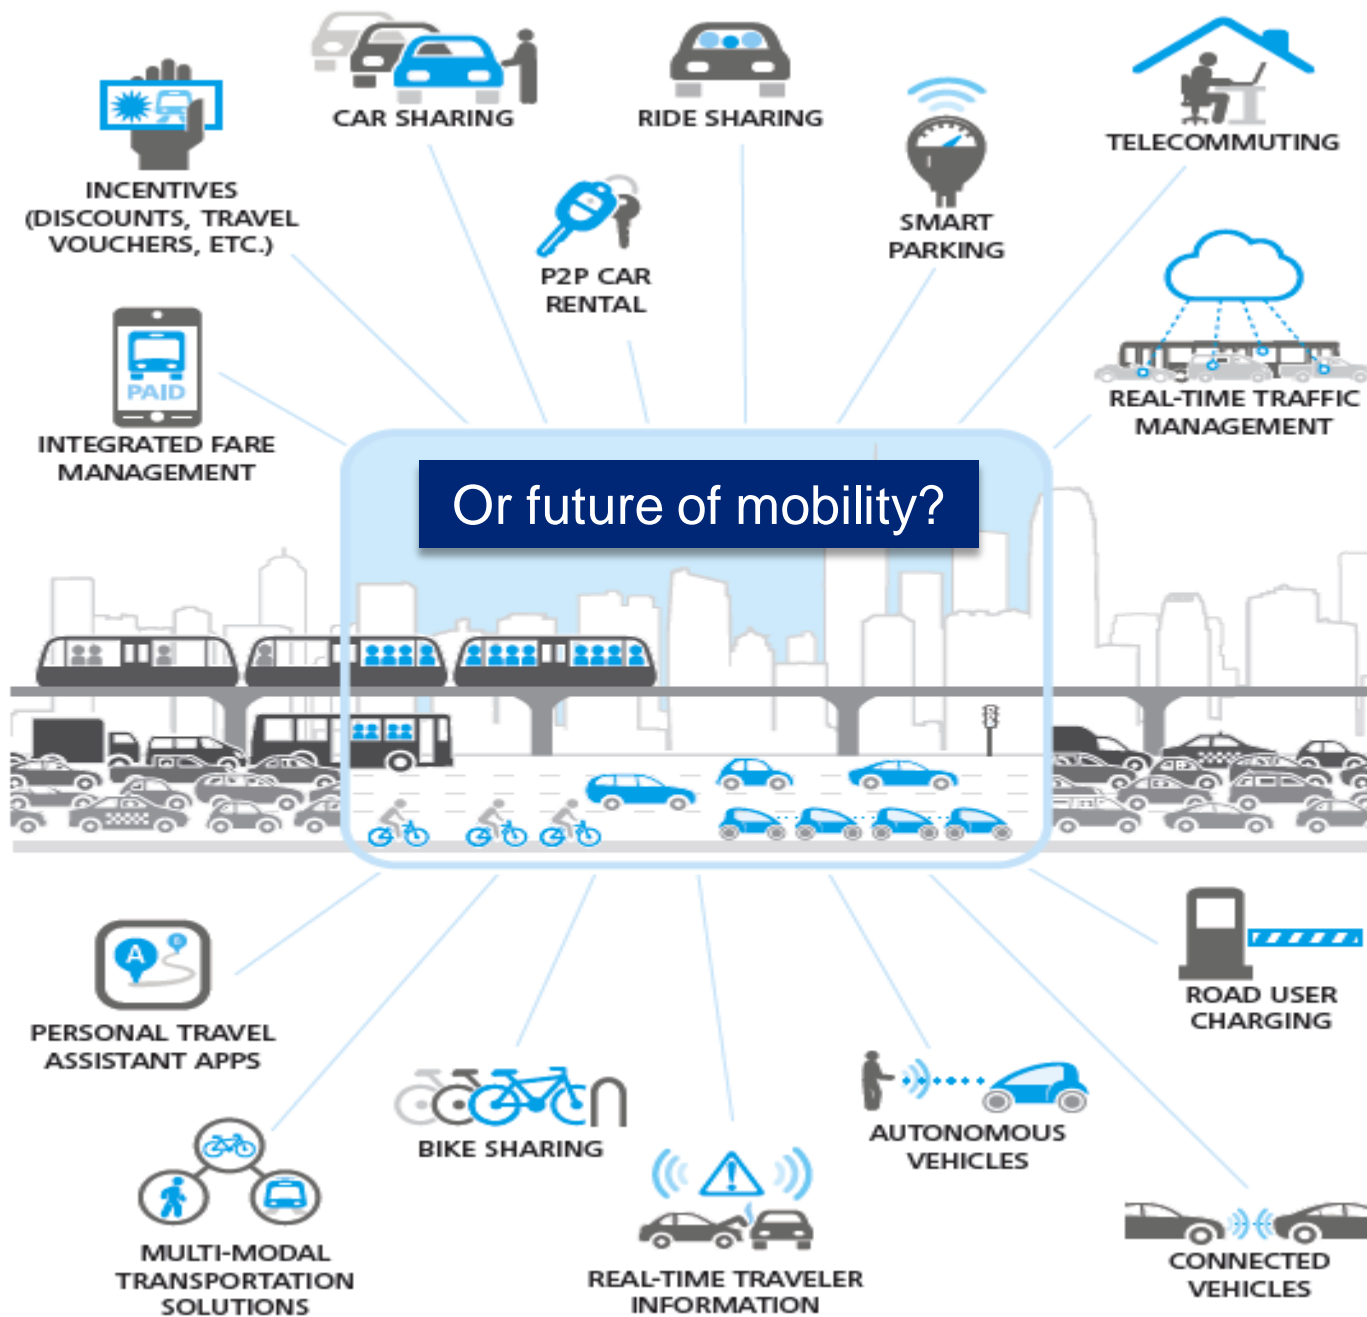 CAR SHARING
RIDE SHARING
TELECOMMUTING
INCENTIVES
(DISCOUNTS, TRAVEL
VOUCHERS, ETC.)
P2P CAR
RENTAL
SMART
PARKING
PAID
INTEGRATED FARE
MANAGEMENT
REAL-TIME TRAFFIC
MANAGEMENT
Or future of mobility?
A
PERSONAL TRAVEL
ASSISTANT APPS
ROAD USER
CHARGING
BIKE SHARING
AUTONOMOUS
VEHICLES
MULTI-MODAL
TRANSPORTATION
SOLUTIONS
REAL-TIME TRAVELER
INFORMATION
CONNECTED
VEHICLES